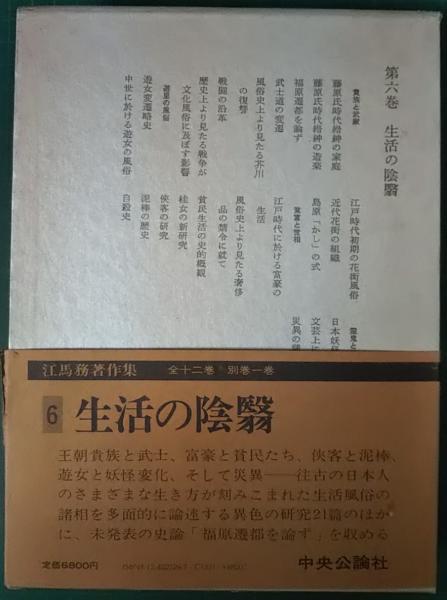 第六巻 生活の陰翳
貴族と武家
藤原氏時代縉紳の家庭
藤原氏時代縉紳の遊楽
福原遷都を論ず
武士道の変遷
風俗史上より見たる芥川
の復讐
戦闘の沿革
歴史上より見たる戦争が
文化風俗に及ぼす影響
遊里の風俗
遊女変遷略史
中世に於ける遊女の風俗
江戸時代初期の花街風俗
近代花街の組織
島原「かし」の式
貧富と世相
江戸時代に於ける富豪の
生活
風俗史上より見たる奢侈
品の禁令に就て
貧民生活の史的概観
桂女の新研究
侠客の研究
泥棒の歴史
自殺史
日本妖
文芸上に
災異の
江馬務著作集 全十二巻 別巻一巻
6 生活の陰翳
王朝貴族と武士、富豪と貧民たち、侠客と泥棒、
遊女と妖怪変化、そして災異──往古の日本人
のさまざまな生き方が刻みこまれた生活風俗の
諸相を多面的に論述する異色の研究21篇のほか
に、未発表の史論「福原遷都を論ず」を収める
定価6800円
中央公論社